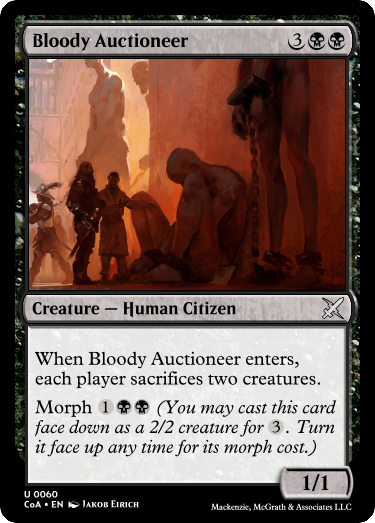 Bloody Auctioneer 3
Creature — Human Citizen
When Bloody Auctioneer enters,
each player sacrifices two creatures.
Morph 1 (You may cast this card
face down as a 2/2 creature for 3. Turn
it face up any time for its morph cost.)
1/1
U 0060
CoA • EN Jakob Eirich
Mackenzie, McGrath & Associates LLC